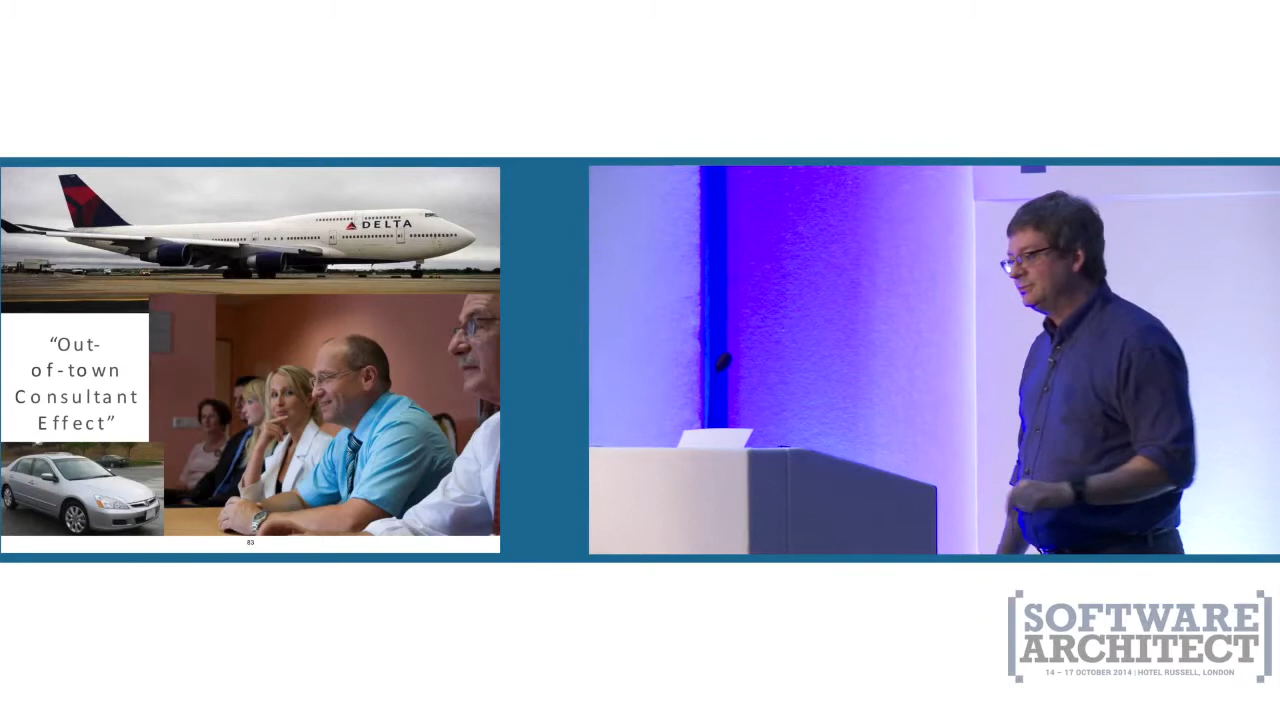 DELTA
“Out-
of-town
Consultant
Effect”
83
[SOFTWARE
ARCHITECT]
14 – 17 OCTOBER 2014 | HOTEL RUSSELL, LONDON